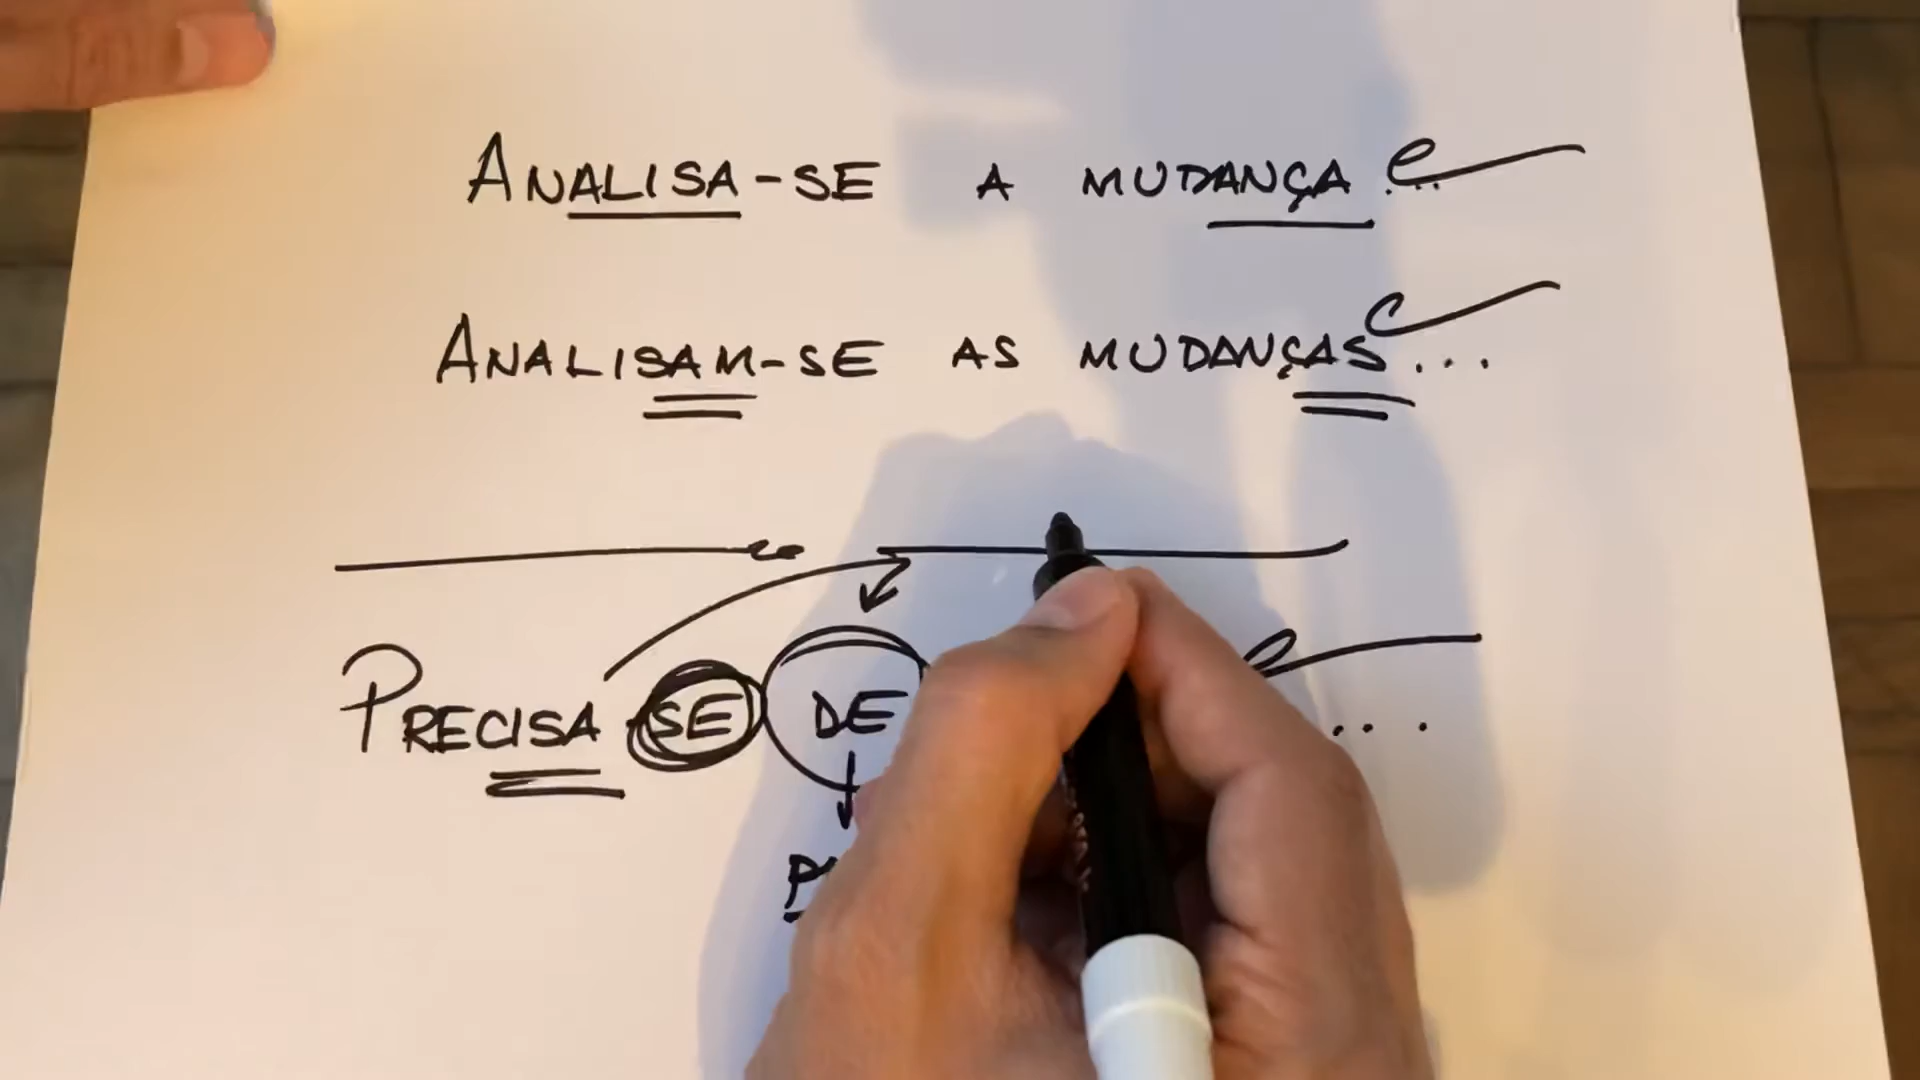 ANALISA-SE A MUDANÇA...
ANALISAM-SE AS MUDANÇAS...
PRECISA SE DE ....